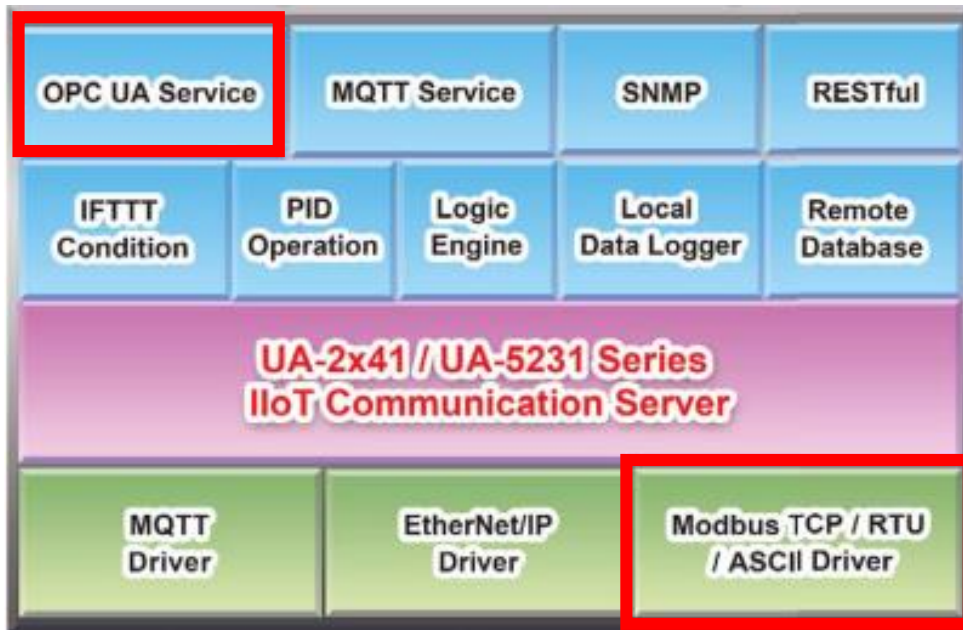 OPC UA Service
MQTT Service
SNMP
RESTful
IFTTT
Condition
PID
Operation
Logic
Engine
Local
Data Logger
Remote
Database
UA-2x41 / UA-5231 Series
IIoT Communication Server
MQTT
Driver
EtherNet/IP
Driver
Modbus TCP / RTU
/ ASCII Driver